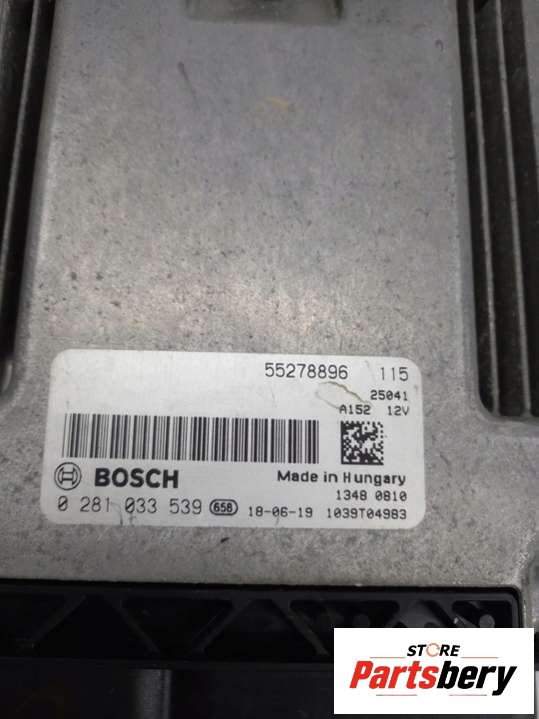 55278896 115
25041
A152 12V
BOSCH
Made in Hungary
1348 0810
0 281 033 539 658 18-06-19 1039T04983
STORE
Partsbery